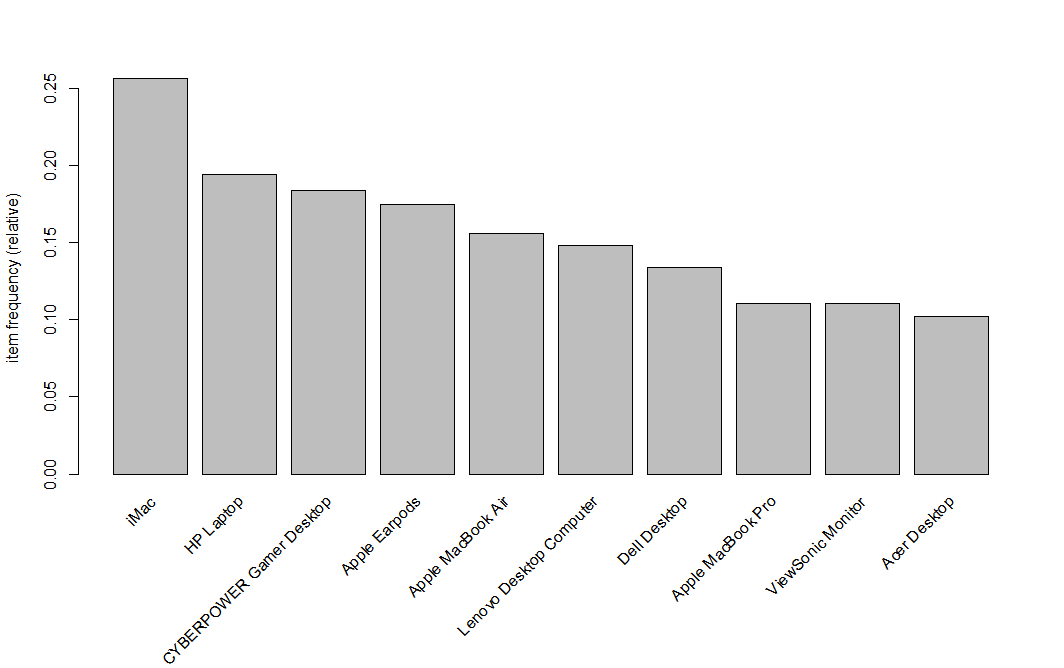 item frequency (relative)
0.25
0.20
0.15
0.10
0.05
0.00
iMac
HP Laptop
CYBERPOWER Gamer Desktop
Apple Earpods
Apple MacBook Air
Lenovo Desktop Computer
Dell Desktop
Apple MacBook Pro
ViewSonic Monitor
Acer Desktop